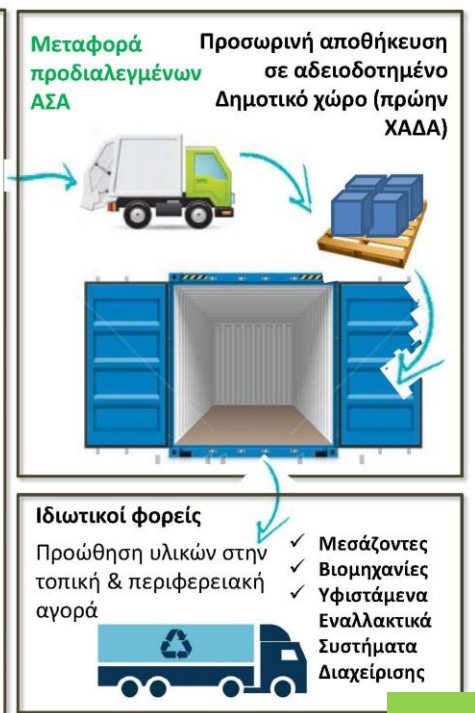 Μεταφορά
προδιαλεγμένων
ΑΣΑ
Προσωρινή αποθήκευση
σε αδειοδοτημένο
Δημοτικό χώρο (πρώην
ΧΑΔΑ)
Ιδιωτικοί φορείς
Προώθηση υλικών στην
τοπική & περιφερειακή
αγορά
✓ Μεσάζοντες
✓ Βιομηχανίες
✓ Υφιστάμενα
Εναλλακτικά
Συστήματα
Διαχείρισης